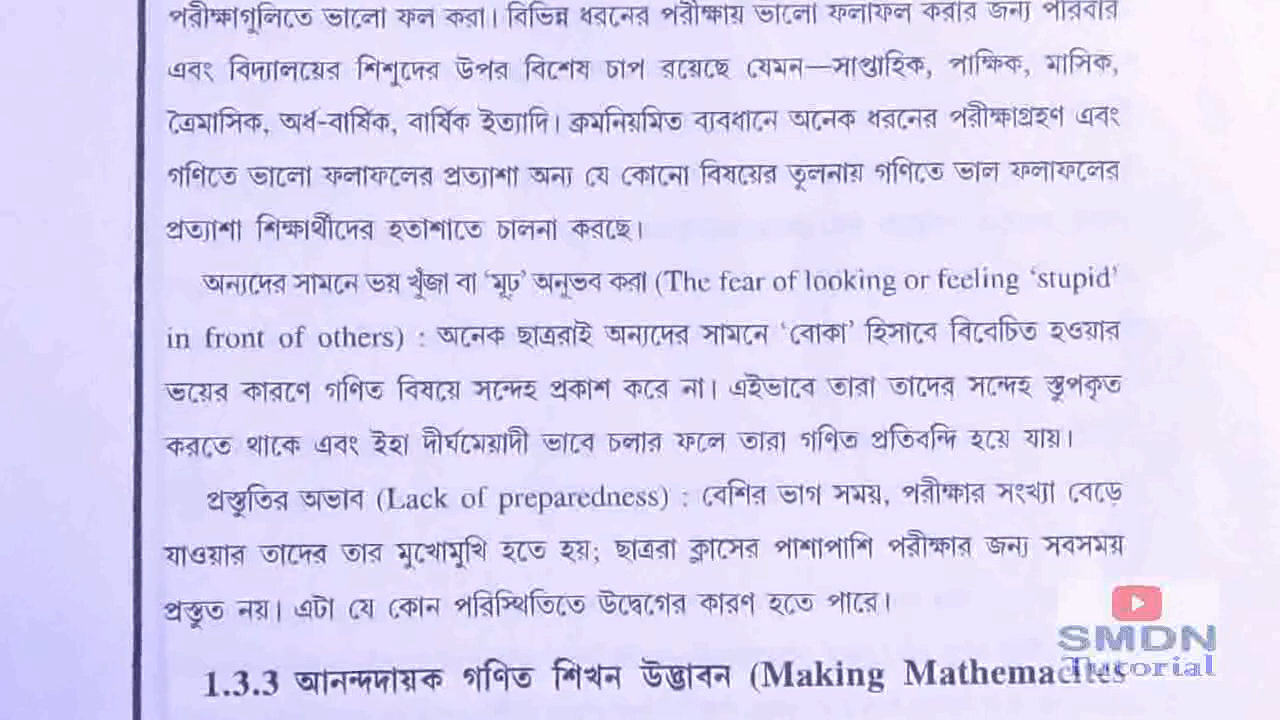 পরীক্ষাগুলিতে ভালো ফল করা। বিভিন্ন ধরনের পরীক্ষায় ভালো ফলাফল করার জন্য পরিবার
এবং বিদ্যালয়ের শিশুদের উপর বিশেষ চাপ রয়েছে যেমন—সাপ্তাহিক, পাক্ষিক, মাসিক,
ত্রৈমাসিক, অর্ধ-বার্ষিক, বার্ষিক ইত্যাদি। ক্রমনিয়মিত ব্যবধানে অনেক ধরনের পরীক্ষাগ্রহণ এবং
গণিতে ভালো ফলাফলের প্রত্যাশা অন্য যে কোনো বিষয়ের তুলনায় গণিতে ভাল ফলাফলের
প্রত্যাশা শিক্ষার্থীদের হতাশাতে চালনা করছে।
অন্যদের সামনে ভয় খুঁজা বা ‘মূঢ়’ অনুভব করা (The fear of looking or feeling ‘stupid’
in front of others) : অনেক ছাত্ররাই অন্যদের সামনে ‘বোকা’ হিসাবে বিবেচিত হওয়ার
ভয়ের কারণে গণিত বিষয়ে সন্দেহ প্রকাশ করে না। এইভাবে তারা তাদের সন্দেহ স্তুপকৃত
করতে থাকে এবং ইহা দীর্ঘমেয়াদী ভাবে চলার ফলে তারা গণিত প্রতিবন্দি হয়ে যায়।
প্রস্তুতির অভাব (Lack of preparedness) : বেশির ভাগ সময়, পরীক্ষার সংখ্যা বেড়ে
যাওয়ার তাদের তার মুখোমুখি হতে হয়; ছাত্ররা ক্লাসের পাশাপাশি পরীক্ষার জন্য সবসময়
প্রস্তুত নয়। এটা যে কোন পরিস্থিতিতে উদ্বেগের কারণ হতে পারে।
SMDN
Tutorial
1.3.3 আনন্দদায়ক গণিত শিখন উদ্ভাবন (Making Mathemacites